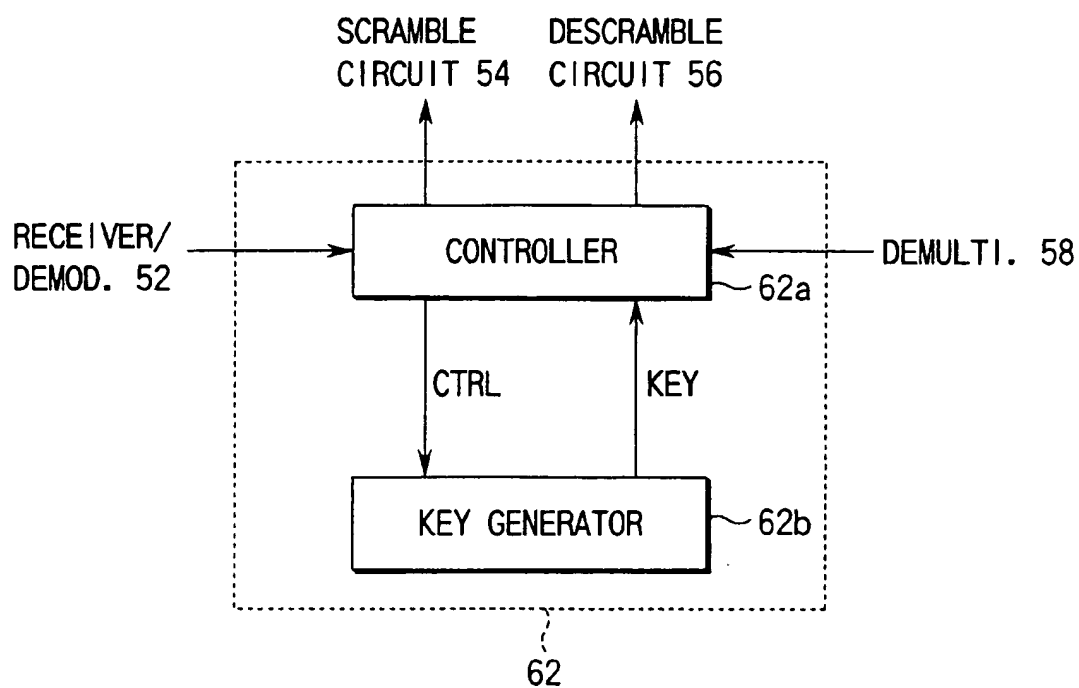 SCRAMBLE
CIRCUIT 54
DESCRAMBLE
CIRCUIT 56
RECEIVER/
DEMOD. 52
CONTROLLER
DEMULTI. 58
62a
CTRL
KEY
KEY GENERATOR
62b
62